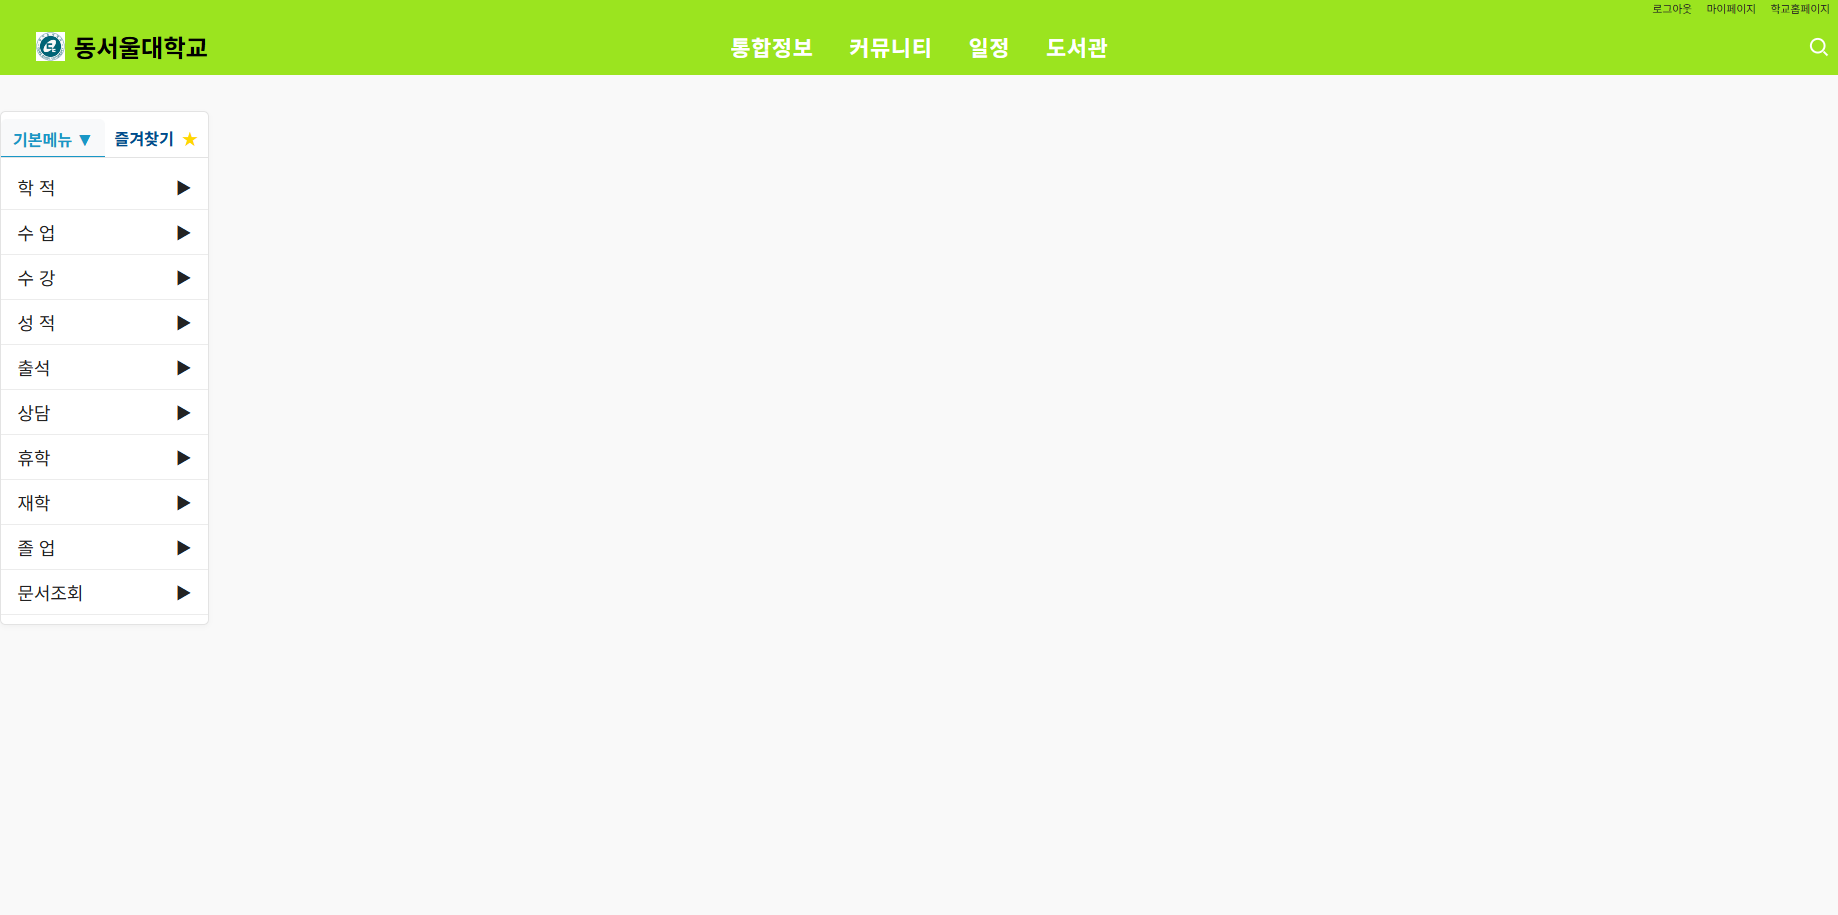 로그아웃 마이페이지 학교홈페이지
동서울대학교 통합정보 커뮤니티 일정 도서관
기본메뉴 ▼ 즐겨찾기 ★
학 적 ▶
수 업 ▶
수 강 ▶
성 적 ▶
출석 ▶
상담 ▶
휴학 ▶
재학 ▶
졸 업 ▶
문서조회 ▶